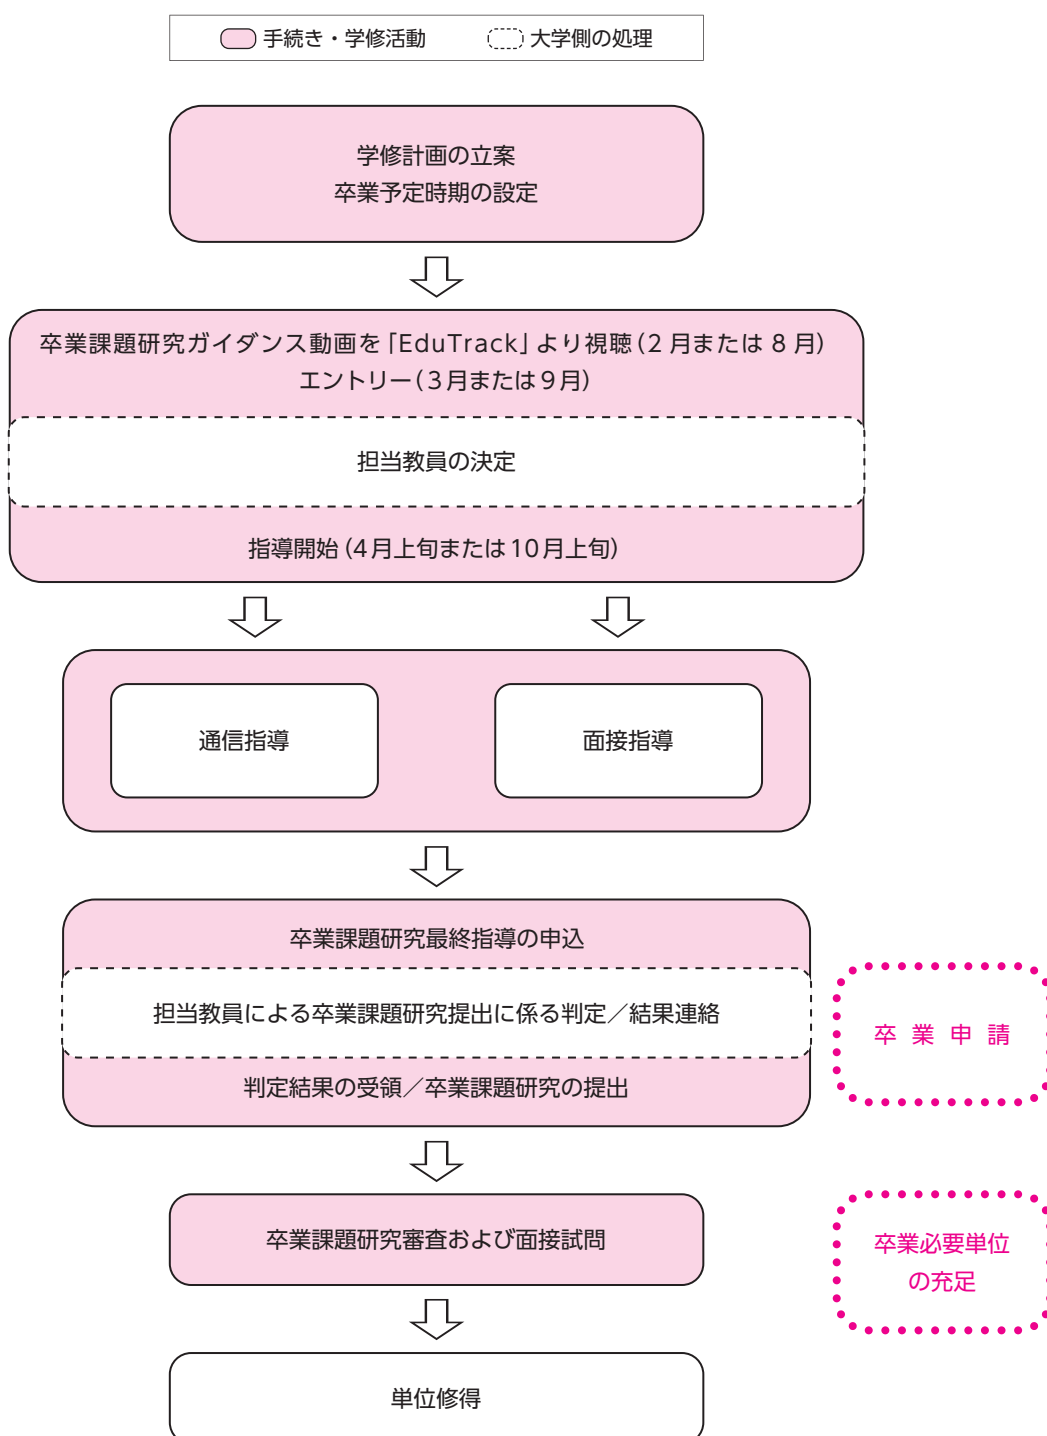 手続き・学修活動
大学側の処理
学修計画の立案
卒業予定時期の設定
卒業課題研究ガイダンス動画を「EduTrack」より視聴（2月または8月）
エントリー（3月または9月）
担当教員の決定
指導開始（4月上旬または10月上旬）
通信指導
面接指導
卒業課題研究最終指導の申込
担当教員による卒業課題研究提出に係る判定／結果連絡
判定結果の受領／卒業課題研究の提出
卒業申請
卒業課題研究審査および面接試問
卒業必要単位
の充足
単位修得